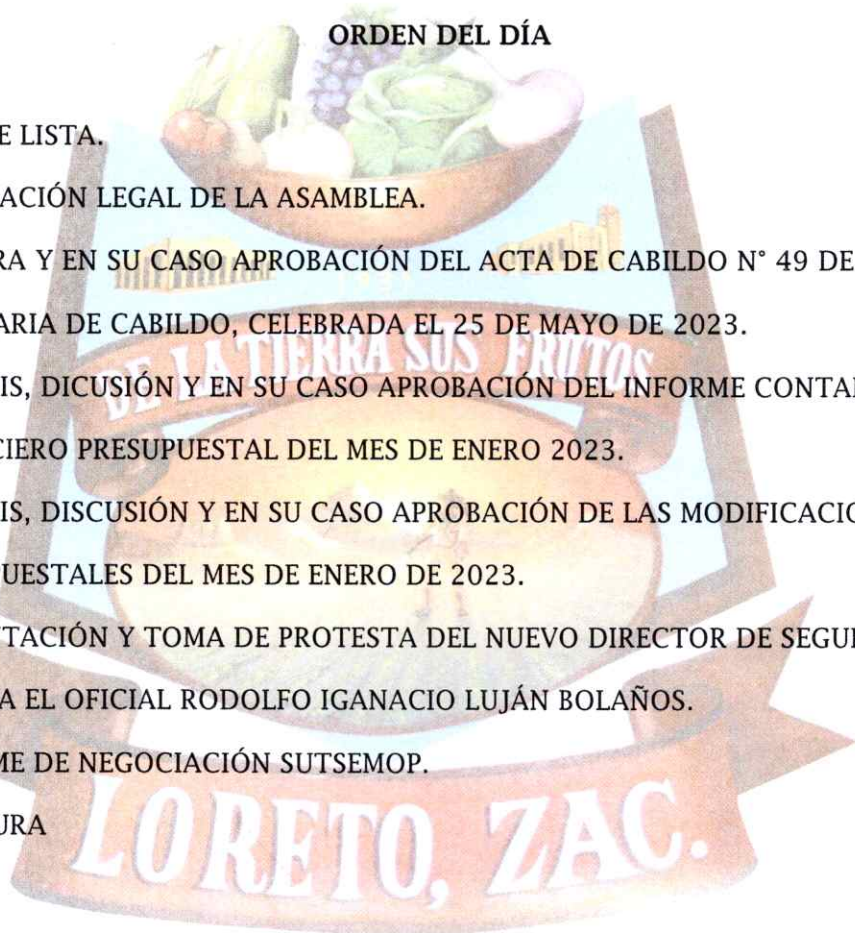 ORDEN DEL DÍA
E LISTA.
ACIÓN LEGAL DE LA ASAMBLEA.
RA Y EN SU CASO APROBACIÓN DEL ACTA DE CABILDO N° 49 DE
ARIA DE CABILDO, CELEBRADA EL 25 DE MAYO DE 2023.
DE LA TIERRA SUS FRUTOS
IS, DICUSIÓN Y EN SU CASO APROBACIÓN DEL INFORME CONTA
CIERO PRESUPUESTAL DEL MES DE ENERO 2023.
IS, DISCUSIÓN Y EN SU CASO APROBACIÓN DE LAS MODIFICACIO
PUESTALES DEL MES DE ENERO DE 2023.
TACIÓN Y TOMA DE PROTESTA DEL NUEVO DIRECTOR DE SEGU
A EL OFICIAL RODOLFO IGANACIO LUJÁN BOLAÑOS.
ME DE NEGOCIACIÓN SUTSEMOP.
URA
LORETO, ZAC.